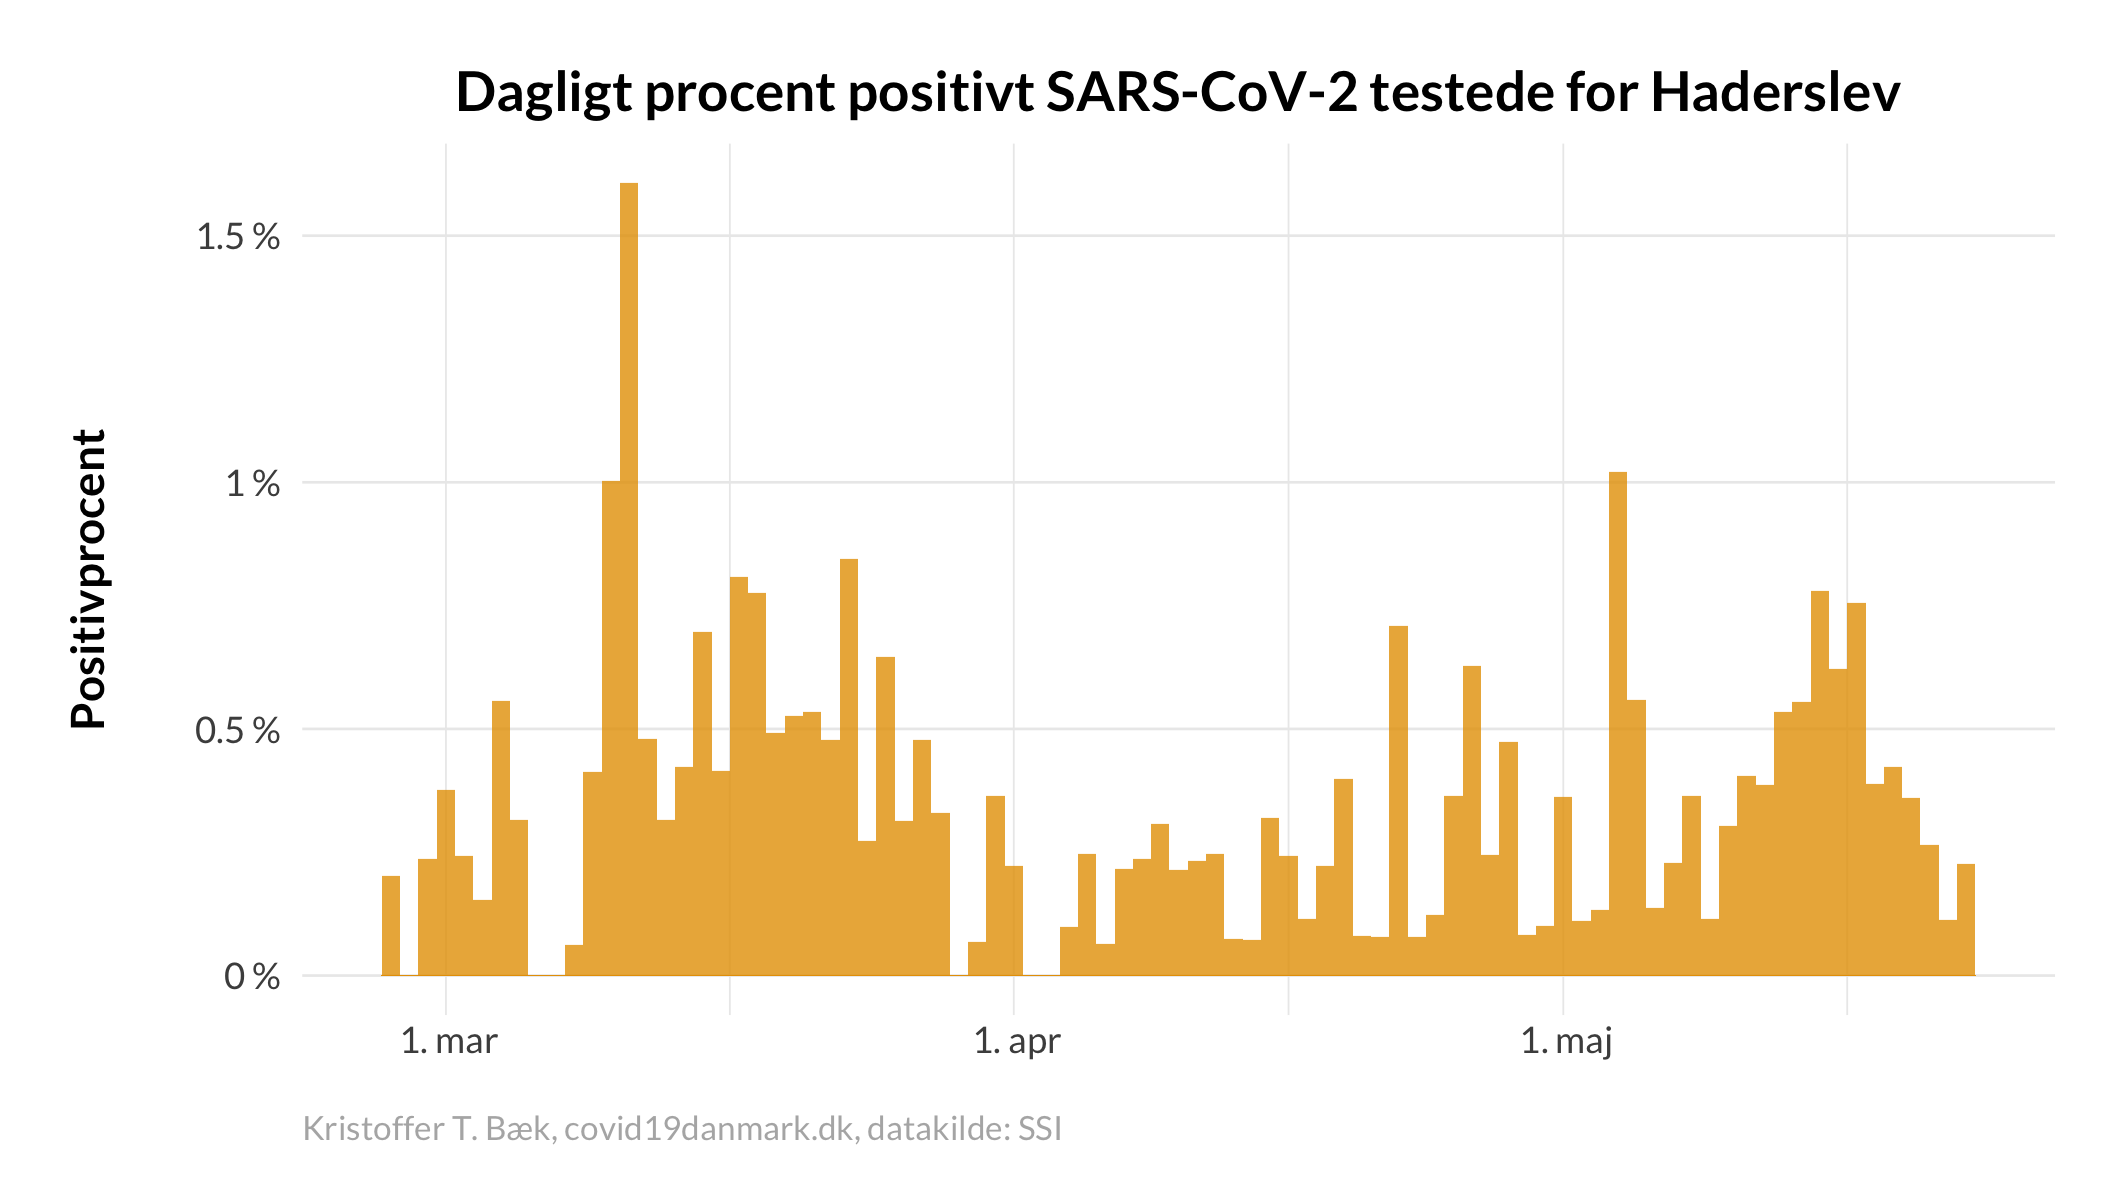 Dagligt procent positivt SARS-CoV-2 testede for Haderslev
Positivprocent
1.5 %
1 %
0.5 %
0 %
1. mar
1. apr
1. maj
Kristoffer T. Bæk, covid19danmark.dk, datakilde: SSI